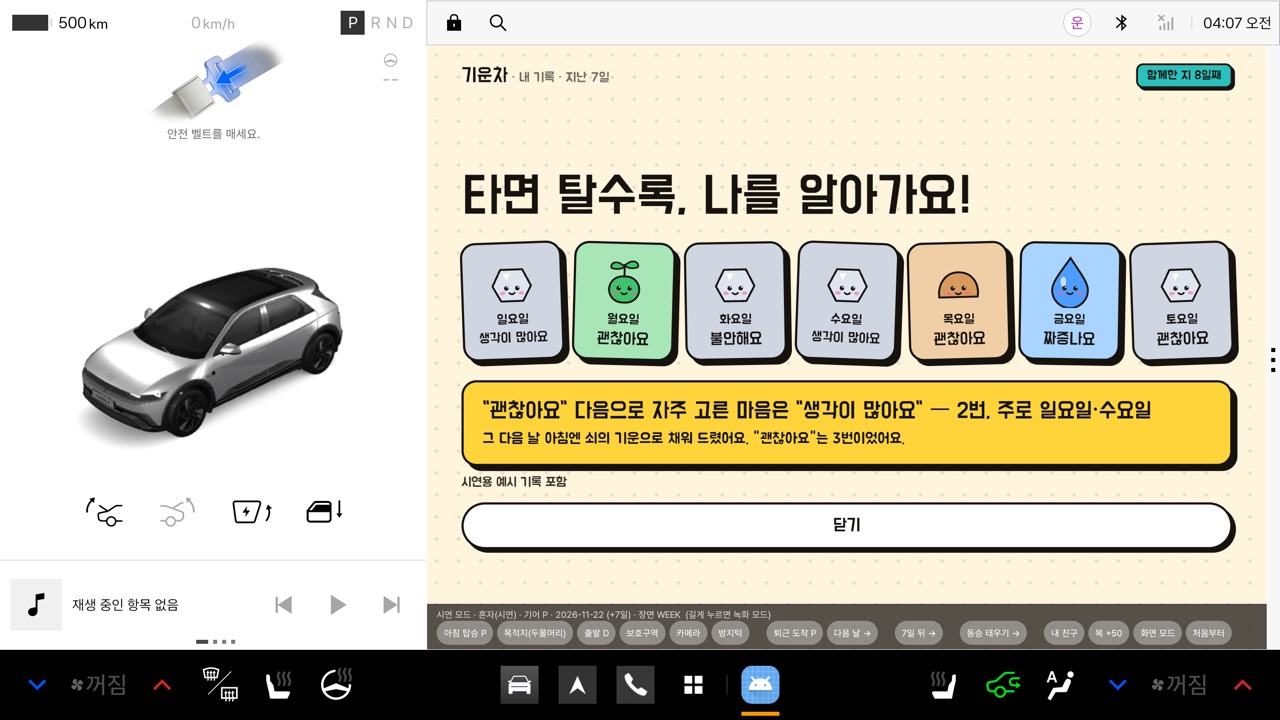 500 km
0 km/h
P R N D
안전 벨트를 매세요.
재생 중인 항목 없음
운
04:07 오전
기운차 · 내 기록 · 지난 7일
함께한 지 8일째
타면 탈수록, 나를 알아가요!
일요일
생각이 많아요
월요일
괜찮아요
화요일
불안해요
수요일
생각이 많아요
목요일
괜찮아요
금요일
짜증나요
토요일
괜찮아요
"괜찮아요" 다음으로 자주 고른 마음은 "생각이 많아요" — 2번, 주로 일요일·수요일
그 다음 날 아침엔 쇠의 기운으로 채워 드렸어요. "괜찮아요"는 3번이었어요.
시연용 예시 기록 포함
닫기
시연 모드 · 혼자(시연) · 기어 P · 2026-11-22 (+7일) · 장면 WEEK (길게 누르면 녹화 모드)
아침 탑승 P
목적지(두물머리)
출발 D
보호구역
카메라
방지턱
퇴근 도착 P
다음 날 →
7일 뒤 →
동승 태우기 →
내 친구
복 +50
화면 모드
처음부터
꺼짐
A
꺼짐